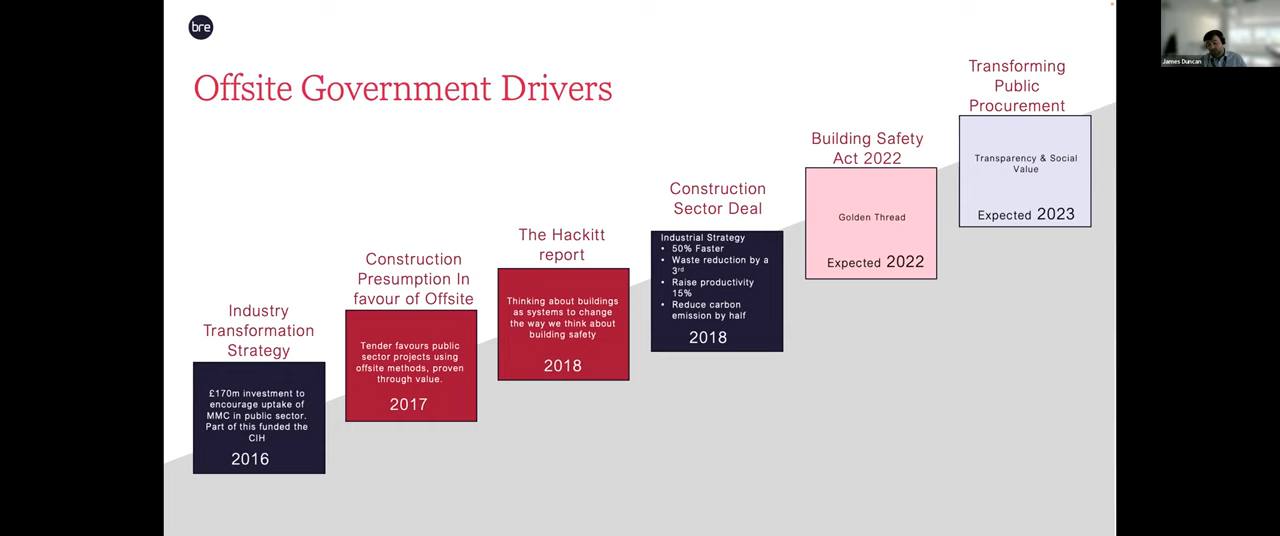 bre
James Duncan
Offsite Government Drivers
Industry
Transformation
Strategy
£170m investment to
encourage uptake of
MMC in public sector.
Part of this funded the
CIH
2016
Construction
Presumption In
favour of Offsite
Tender favours public
sector projects using
offsite methods, proven
through value.
2017
The Hackitt
report
Thinking about buildings
as systems to change
the way we think about
building safety
2018
Construction
Sector Deal
Industrial Strategy
• 50% Faster
• Waste reduction by a
3rd
• Raise productivity
15%
• Reduce carbon
emission by half
2018
Building Safety
Act 2022
Golden Thread
Expected 2022
Transforming
Public
Procurement
Transparency & Social
Value
Expected 2023